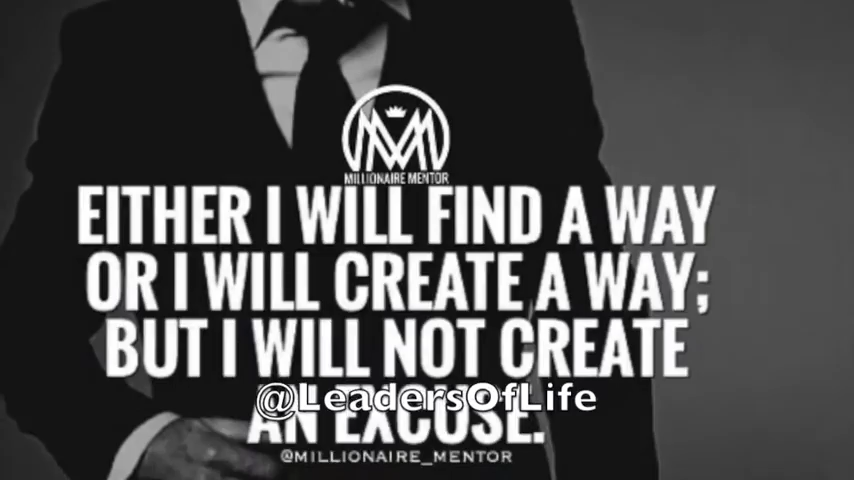 MILLIONAIRE MENTOR
EITHER I WILL FIND A WAY
OR I WILL CREATE A WAY;
BUT I WILL NOT CREATE
@LeadersOfLife
AN EXCUSE.
@MILLIONAIRE_MENTOR